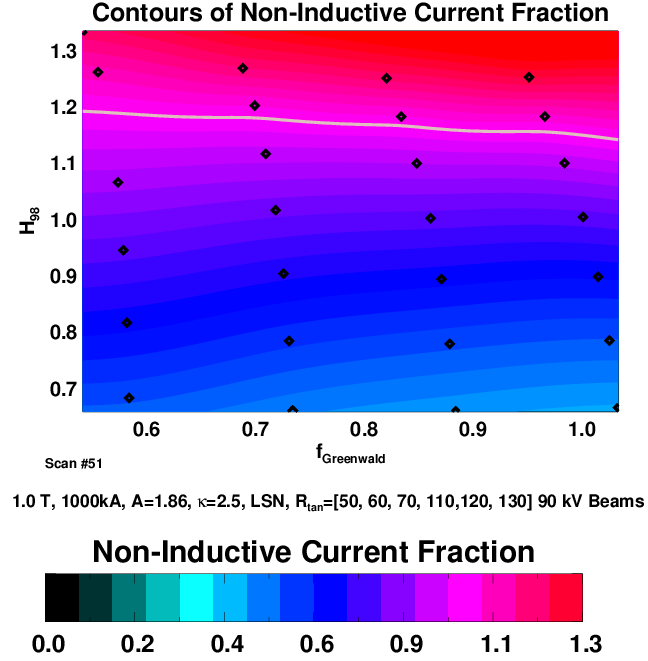 Contours of Non-Inductive Current Fraction
1.3
1.2
1.1
1.0
0.9
0.8
0.7
H98
0.6 0.7 0.8 0.9 1.0
fGreenwald
Scan #51
1.0 T, 1000kA, A=1.86, κ=2.5, LSN, Rtan=[50, 60, 70, 110,120, 130] 90 kV Beams
Non-Inductive Current Fraction
0.0 0.2 0.4 0.6 0.9 1.1 1.3